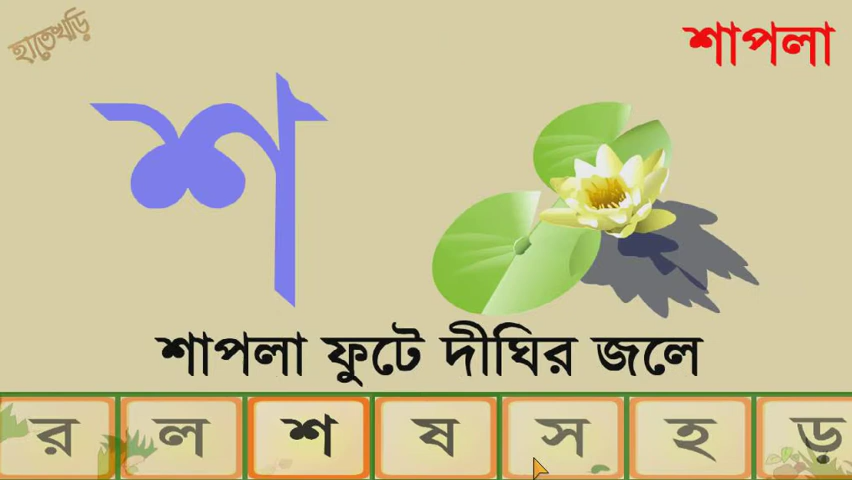 হাতেখড়ি
শাপলা
শ
শাপলা ফুটে দীঘির জলে
র ল শ ষ স হ ড়